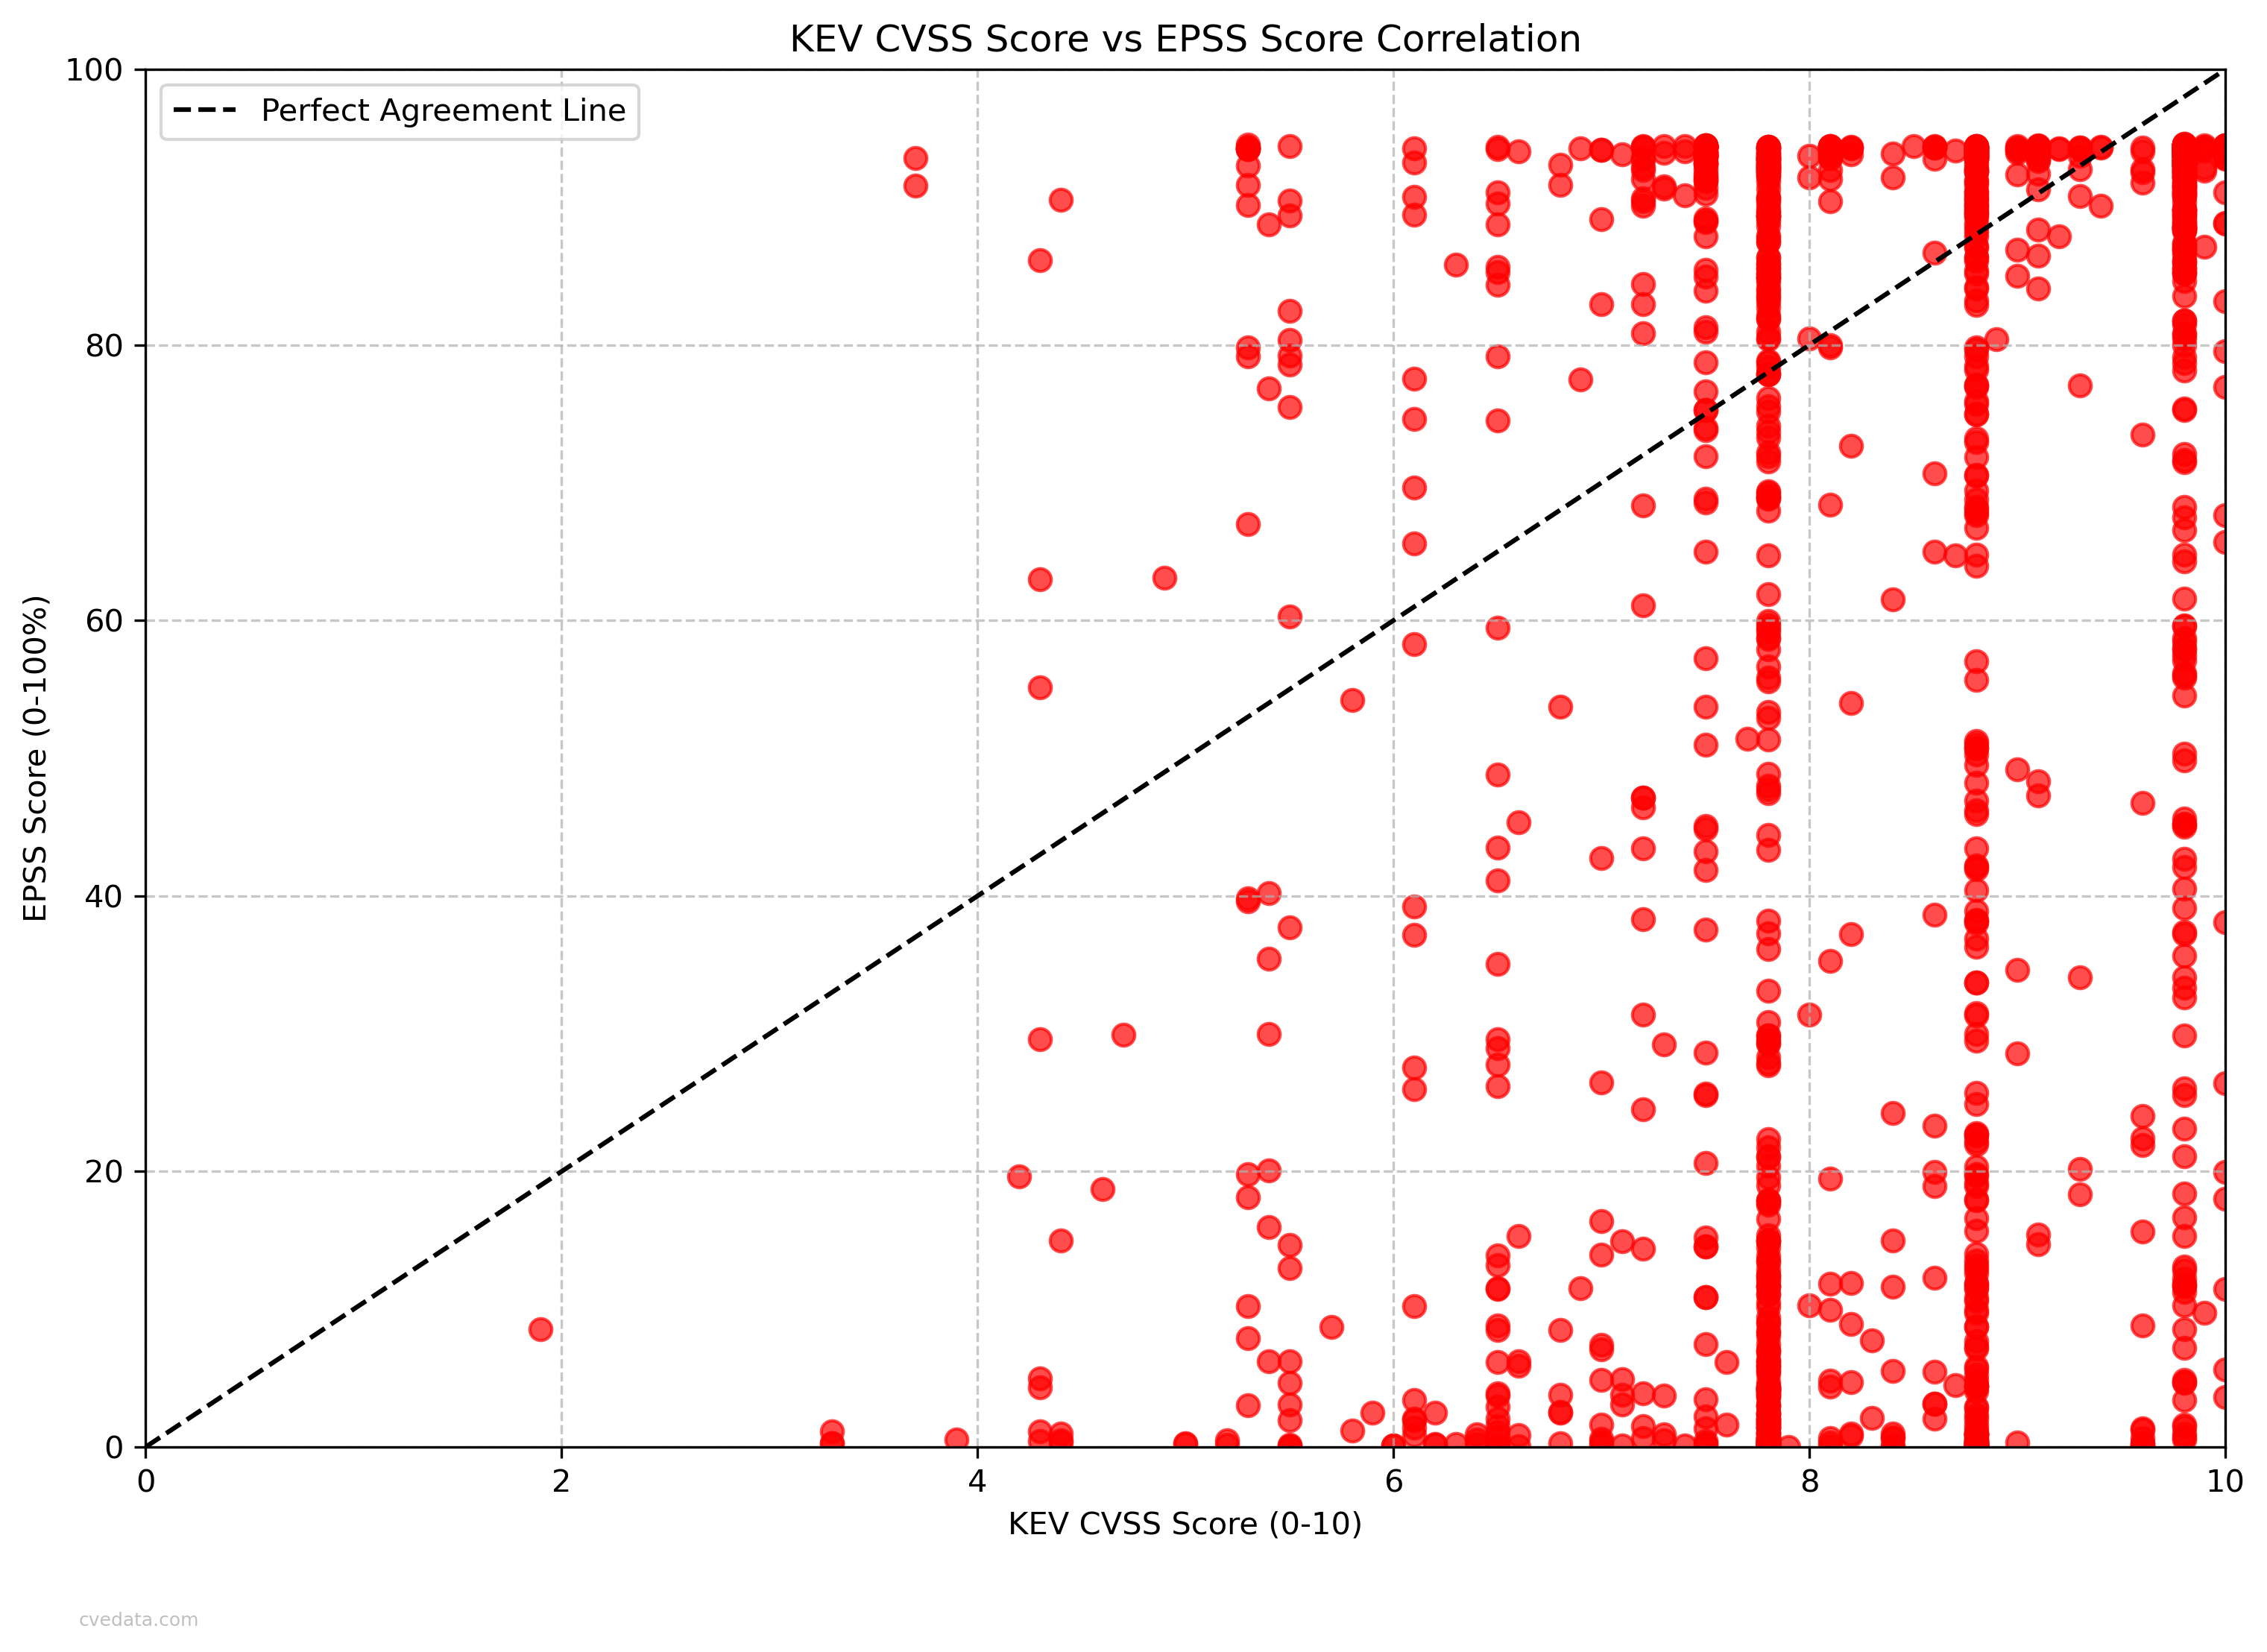 KEV CVSS Score vs EPSS Score Correlation
100
Perfect Agreement Line
80
60
40
20
0
EPSS Score (0-100%)
0 2 4 6 8 10
KEV CVSS Score (0-10)
cvedata.com